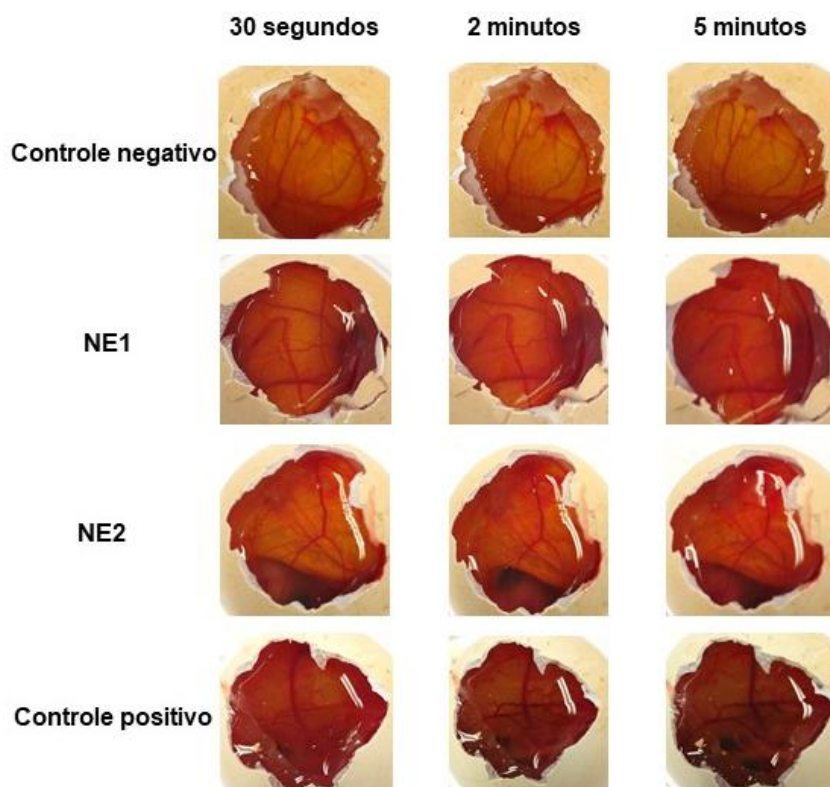 30 segundos 2 minutos 5 minutos
Controle negativo
NE1
NE2
Controle positivo